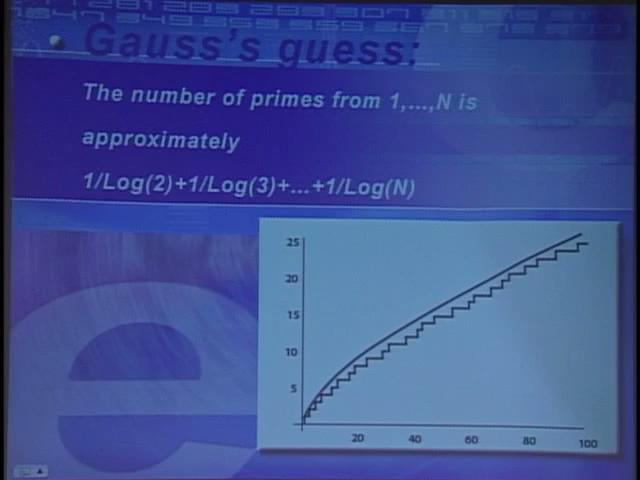 Gauss's guess:
The number of primes from 1,...,N is
approximately
1/Log(2)+1/Log(3)+...+1/Log(N)
25
20
15
10
5
20 40 60 80 100